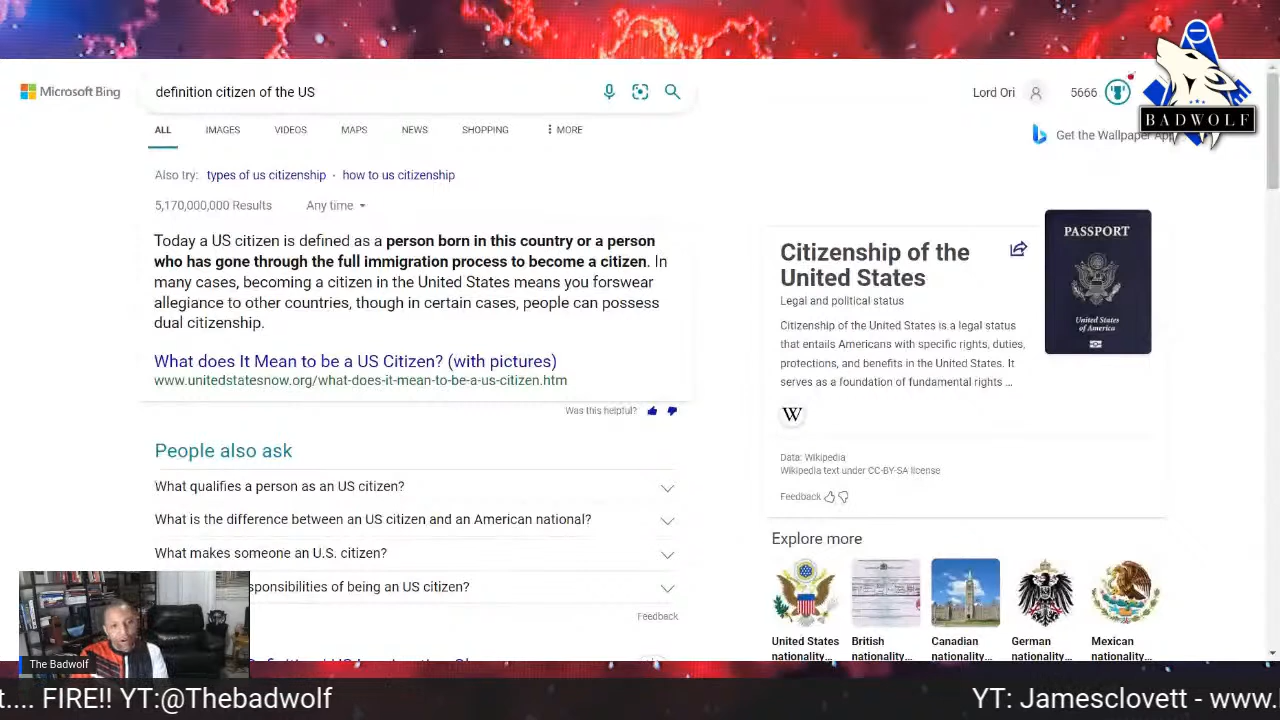 Microsoft Bing
definition citizen of the US
Lord Ori
5666
BADWOLF
ALL
IMAGES
VIDEOS
MAPS
NEWS
SHOPPING
MORE
Get the Wallpaper App
Also try: types of us citizenship · how to us citizenship
5,170,000,000 Results Any time
Today a US citizen is defined as a person born in this country or a person
who has gone through the full immigration process to become a citizen. In
many cases, becoming a citizen in the United States means you forswear
allegiance to other countries, though in certain cases, people can possess
dual citizenship.
What does It Mean to be a US Citizen? (with pictures)
www.unitedstatesnow.org/what-does-it-mean-to-be-a-us-citizen.htm
Was this helpful?
People also ask
What qualifies a person as an US citizen?
What is the difference between an US citizen and an American national?
What makes someone an U.S. citizen?
sponsibilities of being an US citizen?
Feedback
Citizenship of the
United States
Legal and political status
Citizenship of the United States is a legal status
that entails Americans with specific rights, duties,
protections, and benefits in the United States. It
serves as a foundation of fundamental rights ...
W
Data: Wikipedia
Wikipedia text under CC-BY-SA license
Feedback
PASSPORT
United States
of America
Explore more
United States
nationality...
British
nationality...
Canadian
nationality...
German
nationality...
Mexican
nationality...
The Badwolf
t.... FIRE!! YT:@Thebadwolf
YT: Jamesclovett - www.